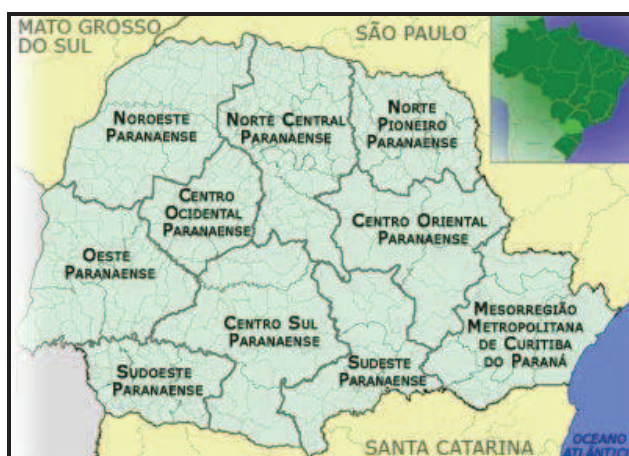 MATO GROSSO
DO SUL
SÃO PAULO
NOROESTE
PARANAENSE
NORTE CENTRAL
PARANAENSE
NORTE
PIONEIRO
PARANAENSE
CENTRO
OCIDENTAL
PARANAENSE
CENTRO ORIENTAL
PARANAENSE
OESTE
PARANAENSE
CENTRO SUL
PARANAENSE
MESORREGIÃO
METROPOLITANA
DE CURITIBA
DO PARANÁ
SUDOESTE
PARANAENSE
SUDESTE
PARANAENSE
SANTA CATARINA
OCEANO
ATLÂNTICO